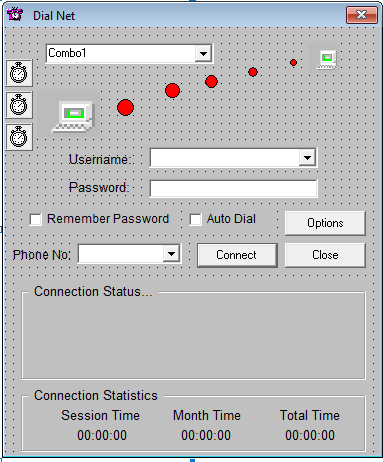 Dial Net
Combo1
Username:
Password:
Remember Password
Auto Dial
Options
Phone No:
Connect
Close
Connection Status...
Connection Statistics
Session Time Month Time Total Time
00:00:00 00:00:00 00:00:00